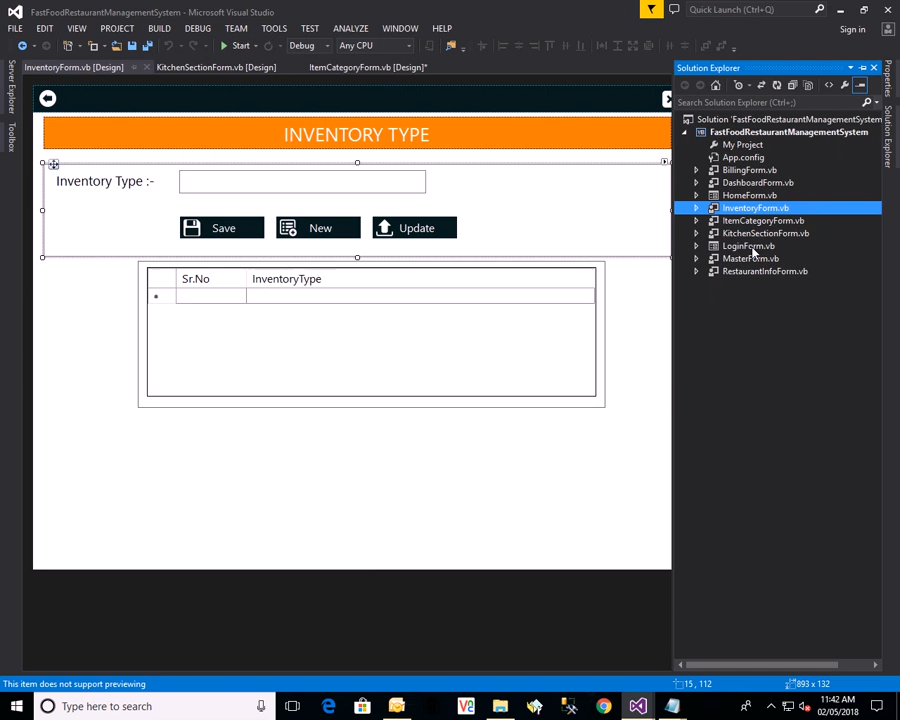 FastFoodRestaurantManagementSystem - Microsoft Visual Studio
Quick Launch (Ctrl+Q)
FILE EDIT VIEW PROJECT BUILD DEBUG TEAM TOOLS TEST ANALYZE WINDOW HELP
Sign in
Start Debug Any CPU
InventoryForm.vb [Design] KitchenSectionForm.vb [Design] ItemCategoryForm.vb [Design]*
Server Explorer
Toolbox
INVENTORY TYPE
Inventory Type :-
Save New Update
Sr.No InventoryType
Solution Explorer
Search Solution Explorer (Ctrl+;)
Solution 'FastFoodRestaurantManagementSystem
FastFoodRestaurantManagementSystem
My Project
App.config
BillingForm.vb
DashboardForm.vb
HomeForm.vb
InventoryForm.vb
ItemCategoryForm.vb
KitchenSectionForm.vb
LoginForm.vb
MasterForm.vb
RestaurantInfoForm.vb
Properties
Solution Explorer
This item does not support previewing
15 , 112
893 x 132
Type here to search
11:42 AM
02/05/2018